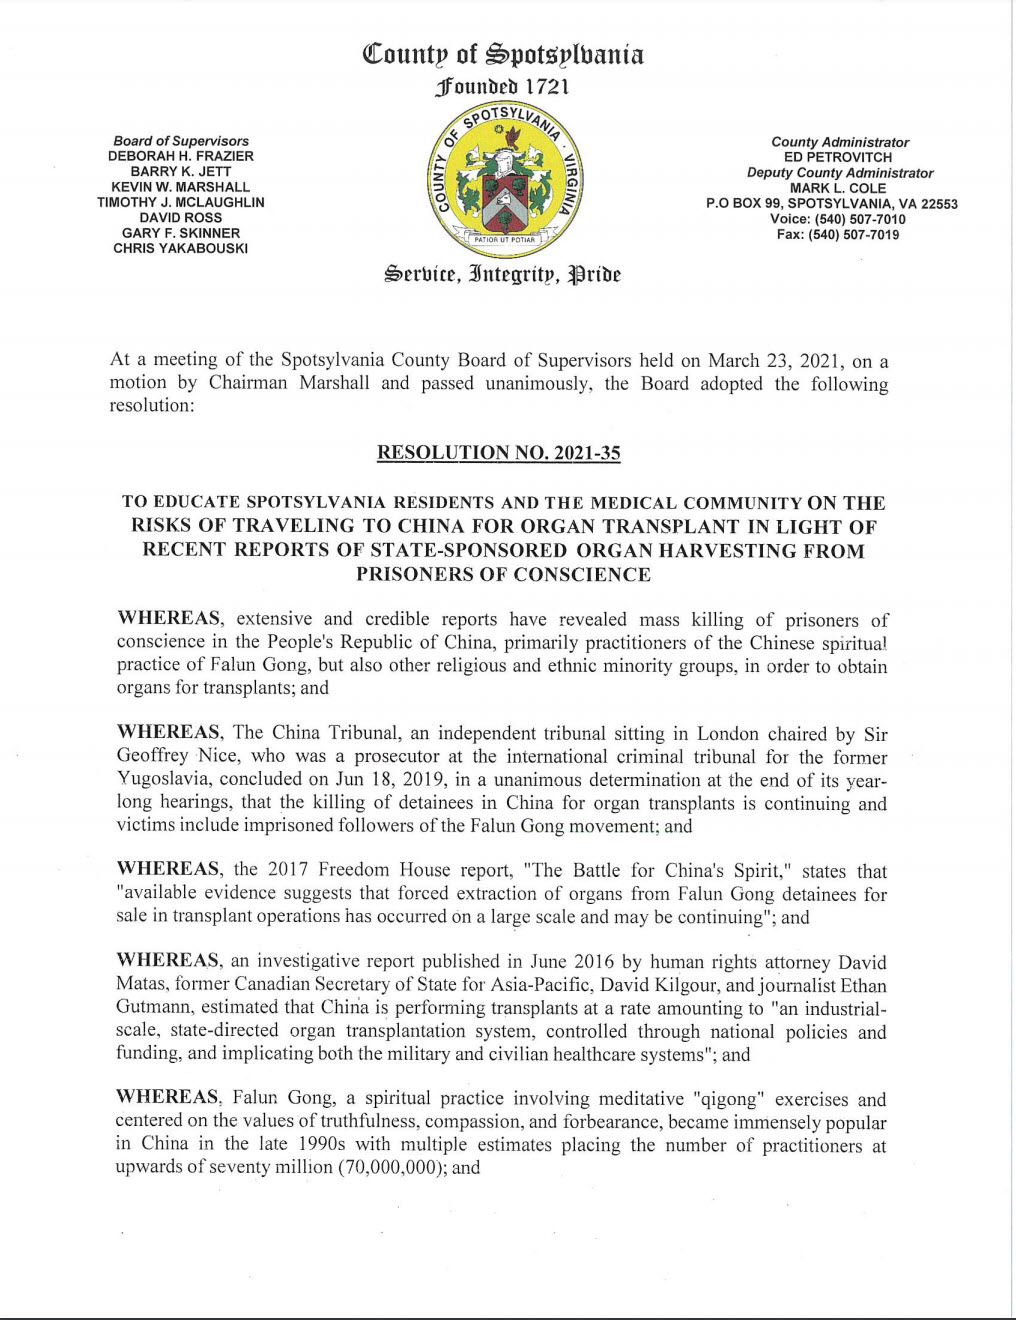 County of Spotsylvania
Founded 1721
COUNTY OF SPOTSYLVANIA · VIRGINIA
PATIOR UT POTIAR
Service, Integrity, Pride
Board of Supervisors
DEBORAH H. FRAZIER
BARRY K. JETT
KEVIN W. MARSHALL
TIMOTHY J. MCLAUGHLIN
DAVID ROSS
GARY F. SKINNER
CHRIS YAKABOUSKI
County Administrator
ED PETROVITCH
Deputy County Administrator
MARK L. COLE
P.O BOX 99, SPOTSYLVANIA, VA 22553
Voice: (540) 507-7010
Fax: (540) 507-7019
At a meeting of the Spotsylvania County Board of Supervisors held on March 23, 2021, on a
motion by Chairman Marshall and passed unanimously, the Board adopted the following
resolution:
RESOLUTION NO. 2021-35
TO EDUCATE SPOTSYLVANIA RESIDENTS AND THE MEDICAL COMMUNITY ON THE
RISKS OF TRAVELING TO CHINA FOR ORGAN TRANSPLANT IN LIGHT OF
RECENT REPORTS OF STATE-SPONSORED ORGAN HARVESTING FROM
PRISONERS OF CONSCIENCE
WHEREAS, extensive and credible reports have revealed mass killing of prisoners of
conscience in the People's Republic of China, primarily practitioners of the Chinese spiritual
practice of Falun Gong, but also other religious and ethnic minority groups, in order to obtain
organs for transplants; and
WHEREAS, The China Tribunal, an independent tribunal sitting in London chaired by Sir
Geoffrey Nice, who was a prosecutor at the international criminal tribunal for the former
Yugoslavia, concluded on Jun 18, 2019, in a unanimous determination at the end of its year-
long hearings, that the killing of detainees in China for organ transplants is continuing and
victims include imprisoned followers of the Falun Gong movement; and
WHEREAS, the 2017 Freedom House report, "The Battle for China's Spirit," states that
"available evidence suggests that forced extraction of organs from Falun Gong detainees for
sale in transplant operations has occurred on a large scale and may be continuing"; and
WHEREAS, an investigative report published in June 2016 by human rights attorney David
Matas, former Canadian Secretary of State for Asia-Pacific, David Kilgour, and journalist Ethan
Gutmann, estimated that China is performing transplants at a rate amounting to "an industrial-
scale, state-directed organ transplantation system, controlled through national policies and
funding, and implicating both the military and civilian healthcare systems"; and
WHEREAS, Falun Gong, a spiritual practice involving meditative "qigong" exercises and
centered on the values of truthfulness, compassion, and forbearance, became immensely popular
in China in the late 1990s with multiple estimates placing the number of practitioners at
upwards of seventy million (70,000,000); and